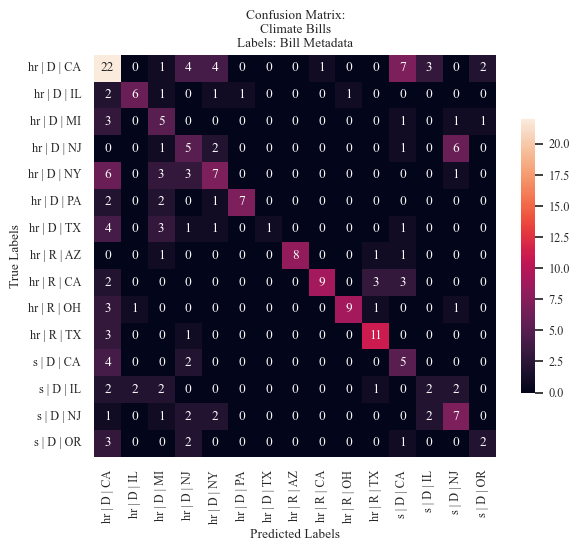 Confusion Matrix:
Climate Bills
Labels: Bill Metadata
True Labels
hr | D | CA 22 0 1 4 4 0 0 0 1 0 0 7 3 0 2
hr | D | IL 2 6 1 0 1 1 0 0 0 1 0 0 0 0 0
hr | D | MI 3 0 5 0 0 0 0 0 0 0 0 1 0 1 1
hr | D | NJ 0 0 1 5 2 0 0 0 0 0 0 1 0 6 0
hr | D | NY 6 0 3 3 7 0 0 0 0 0 0 0 0 1 0
hr | D | PA 2 0 2 0 1 7 0 0 0 0 0 0 0 0 0
hr | D | TX 4 0 3 1 1 0 1 0 0 0 0 1 0 0 0
hr | R | AZ 0 0 1 0 0 0 0 8 0 0 1 1 0 0 0
hr | R | CA 2 0 0 0 0 0 0 0 9 0 3 3 0 0 0
hr | R | OH 3 1 0 0 0 0 0 0 0 9 1 0 0 1 0
hr | R | TX 3 0 0 1 0 0 0 0 0 0 11 0 0 0 0
s | D | CA 4 0 0 2 0 0 0 0 0 0 0 5 0 0 0
s | D | IL 2 2 2 0 0 0 0 0 0 0 1 0 2 2 0
s | D | NJ 1 0 1 2 2 0 0 0 0 0 0 0 2 7 0
s | D | OR 3 0 0 2 0 0 0 0 0 0 0 1 0 0 2
hr | D | CA
hr | D | IL
hr | D | MI
hr | D | NJ
hr | D | NY
hr | D | PA
hr | D | TX
hr | R | AZ
hr | R | CA
hr | R | OH
hr | R | TX
s | D | CA
s | D | IL
s | D | NJ
s | D | OR
Predicted Labels
20.0
17.5
15.0
12.5
10.0
7.5
5.0
2.5
0.0